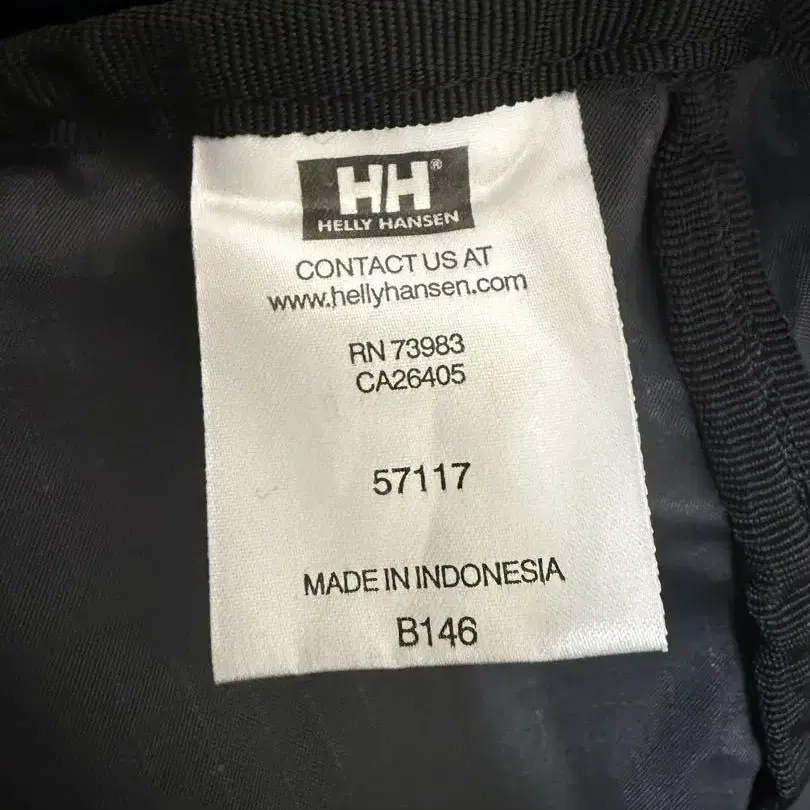 HH®
HELLY HANSEN
CONTACT US AT
www.hellyhansen.com
RN 73983
CA26405
57117
MADE IN INDONESIA
B146